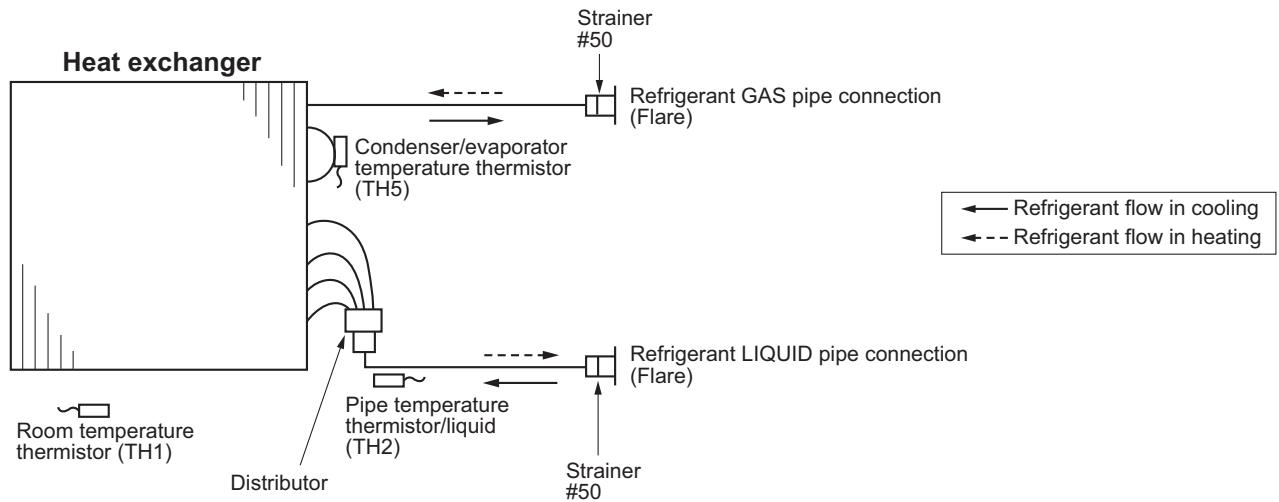 Strainer
#50
Heat exchanger
Refrigerant GAS pipe connection
(Flare)
Condenser/evaporator
temperature thermistor
(TH5)
Refrigerant flow in cooling
Refrigerant flow in heating
Refrigerant LIQUID pipe connection
(Flare)
Pipe temperature
thermistor/liquid
(TH2)
Room temperature
thermistor (TH1)
Distributor
Strainer
#50